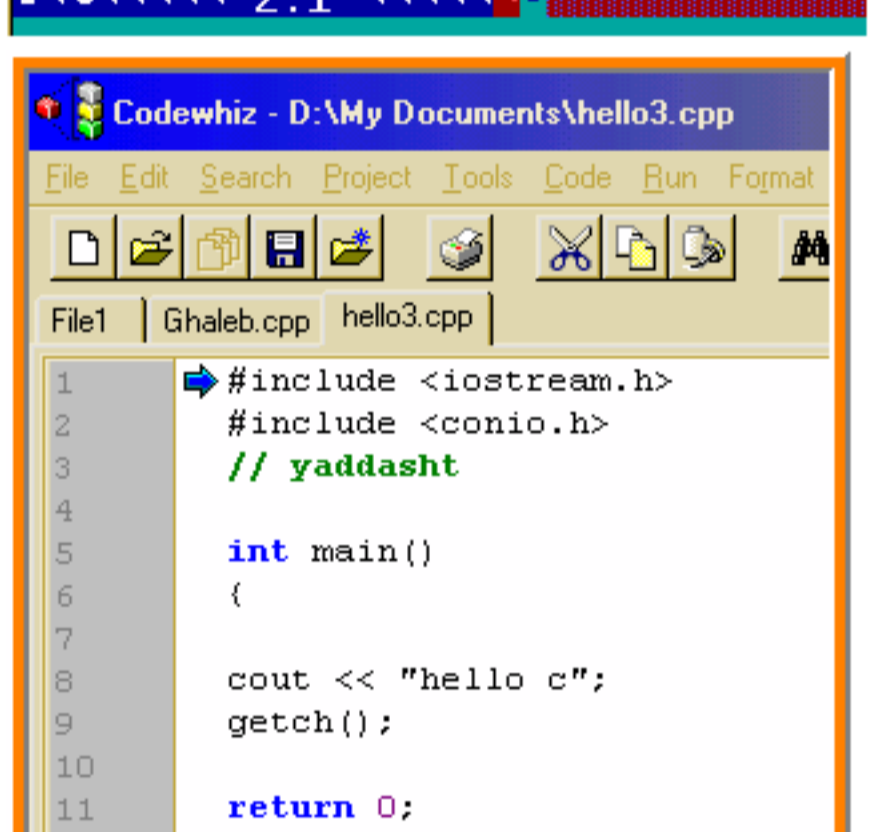 2.1
Codewhiz - D:\My Documents\hello3.cpp
File Edit Search Project Tools Code Run Format
File1 Ghaleb.cpp hello3.cpp
1 #include <iostream.h>
2 #include <conio.h>
3 // yaddasht
4
5 int main()
6 {
7
8 cout << "hello c";
9 getch();
10
11 return 0;